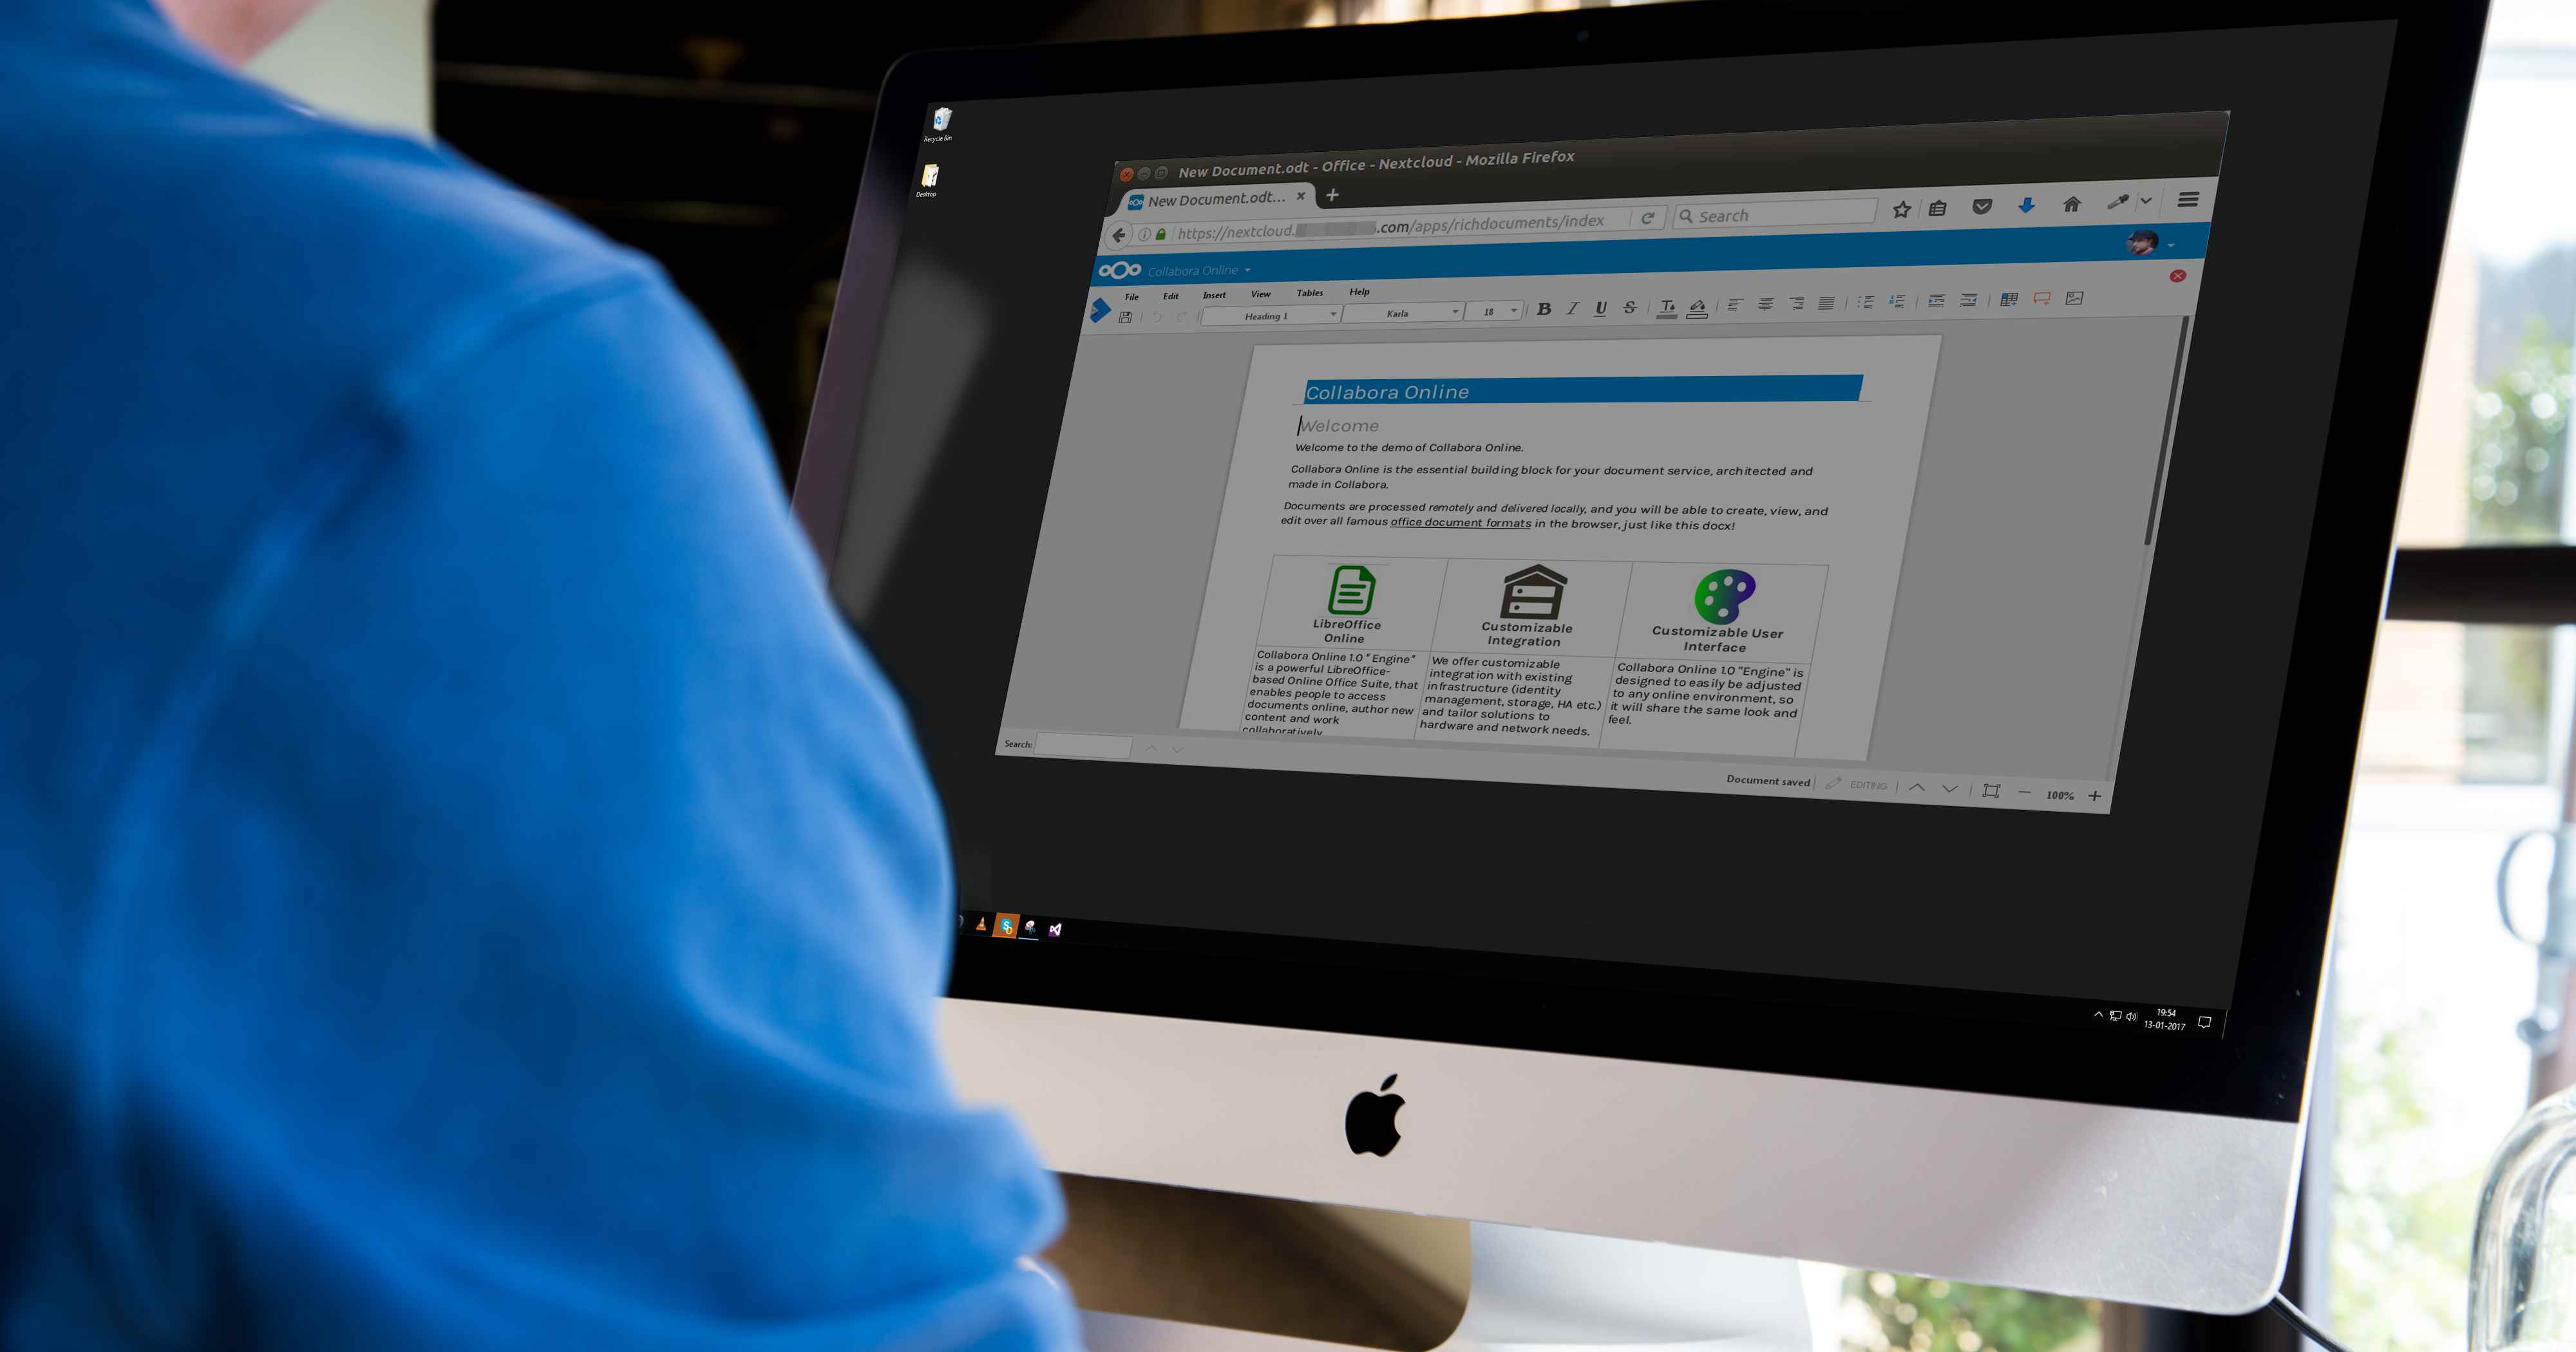 Recycle Bin
Desktop
New Document.odt - Office - Nextcloud - Mozilla Firefox
New Document.odt...
https://nextcloud. .com/apps/richdocuments/index
Search
Collabora Online
File Edit Insert View Tables Help
Heading 1 Karla 18 B I U S
Collabora Online
Welcome
Welcome to the demo of Collabora Online.
Collabora Online is the essential building block for your document service, architected and
made in Collabora.
Documents are processed remotely and delivered locally, and you will be able to create, view, and
edit over all famous office document formats in the browser, just like this docx!
LibreOffice
Online
Collabora Online 1.0 "Engine"
is a powerful LibreOffice-
based Online Office Suite, that
enables people to access
documents online, author new
content and work
collaboratively
Customizable
Integration
We offer customizable
integration with existing
infrastructure (identity
management, storage, HA etc.)
and tailor solutions to
hardware and network needs.
Customizable User
Interface
Collabora Online 1.0 "Engine" is
designed to easily be adjusted
to any online environment, so
it will share the same look and
feel.
Search:
Document saved EDITING 100%
19:54
13-01-2017